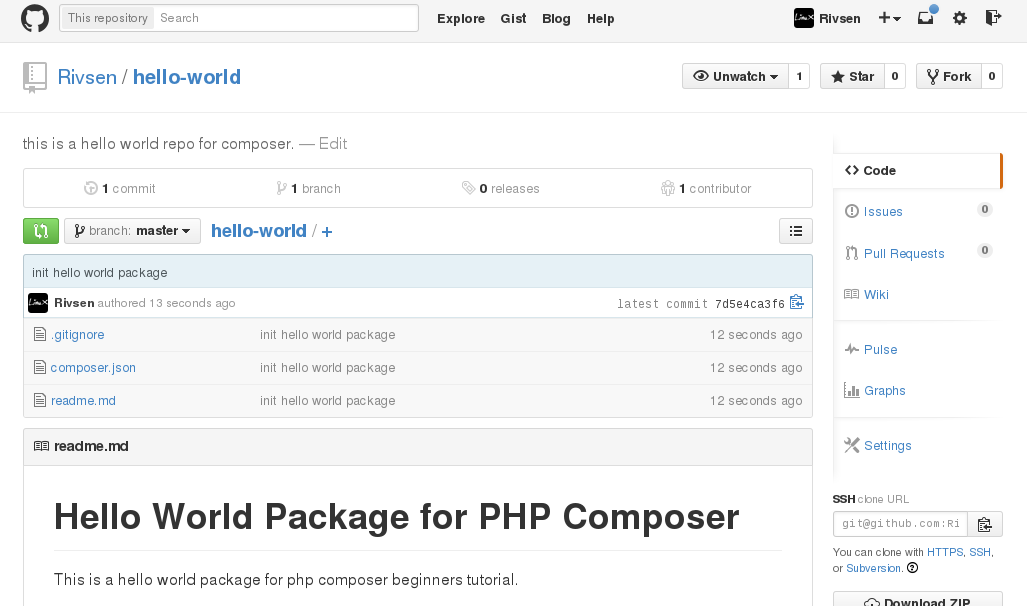 This repository Search Explore Gist Blog Help Rivsen
Rivsen / hello-world Unwatch 1 Star 0 Fork 0
this is a hello world repo for composer. — Edit
1 commit 1 branch 0 releases 1 contributor
branch: master hello-world / +
init hello world package
Rivsen authored 13 seconds ago latest commit 7d5e4ca3f6
.gitignore init hello world package 12 seconds ago
composer.json init hello world package 12 seconds ago
readme.md init hello world package 12 seconds ago
readme.md
Hello World Package for PHP Composer
This is a hello world package for php composer beginners tutorial.
Code
Issues 0
Pull Requests 0
Wiki
Pulse
Graphs
Settings
SSH clone URL
git@github.com:Ri
You can clone with HTTPS, SSH,
or Subversion.
Download ZIP